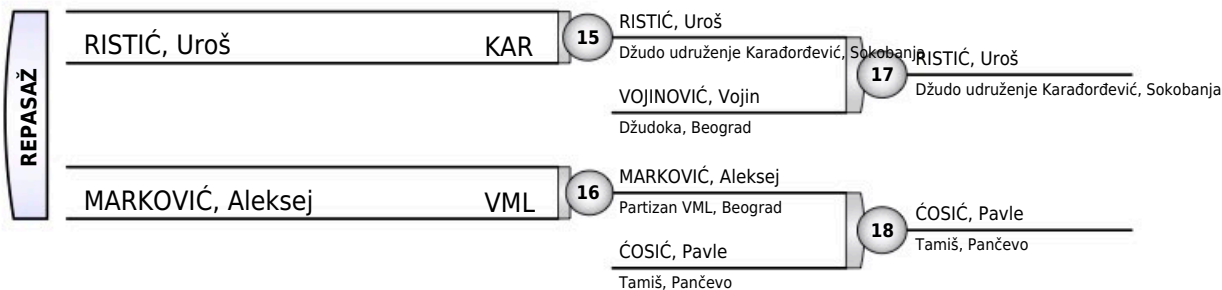 REPASAŽ
RISTIĆ, Uroš KAR
15
RISTIĆ, Uroš
Džudo udruženje Karađorđević, Sokobanja
VOJINOVIĆ, Vojin
Džudoka, Beograd
17
RISTIĆ, Uroš
Džudo udruženje Karađorđević, Sokobanja
MARKOVIĆ, Aleksej VML
16
MARKOVIĆ, Aleksej
Partizan VML, Beograd
ĆOSIĆ, Pavle
Tamiš, Pančevo
18
ĆOSIĆ, Pavle
Tamiš, Pančevo